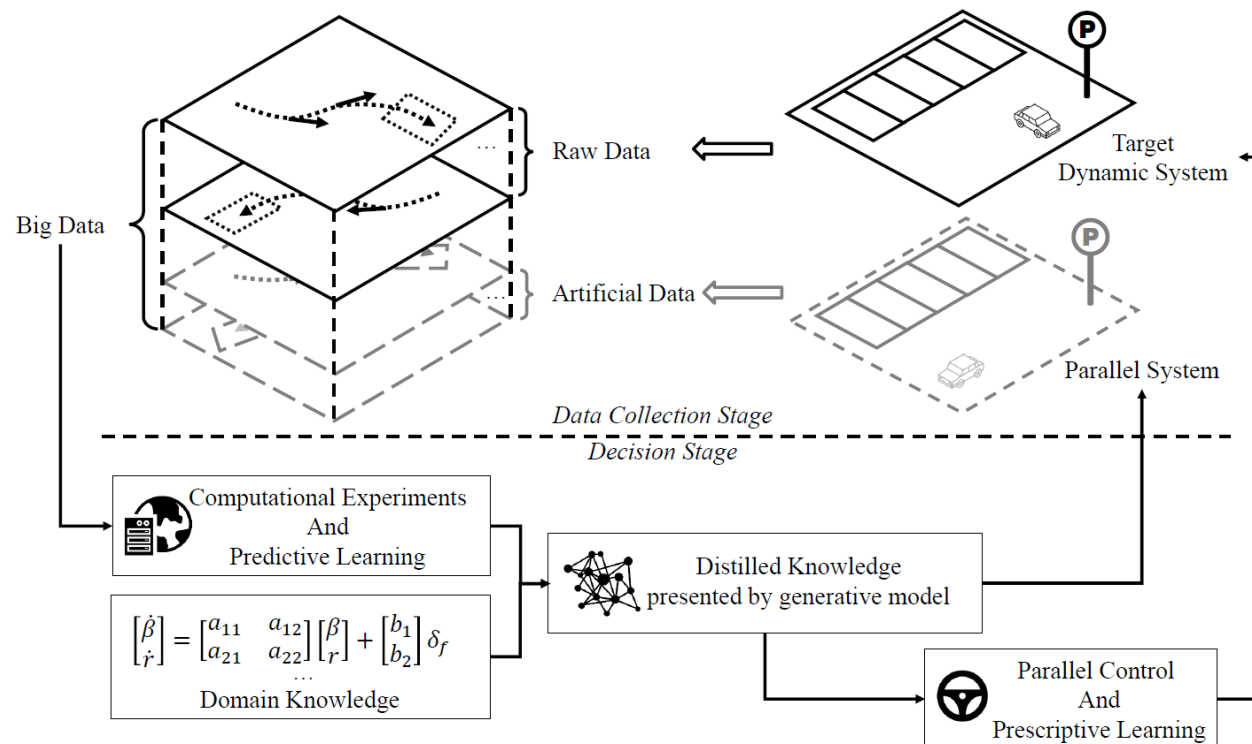 P
Raw Data
...
Target
Dynamic System
Big Data
P
Artificial Data
...
Parallel System
Data Collection Stage
Decision Stage
Computational Experiments
And
Predictive Learning
Distilled Knowledge
presented by generative model
[β̇ ṙ] = [a₁₁ a₁₂ a₂₁ a₂₂] [β r] + [b₁ b₂] δ_f
...
Domain Knowledge
Parallel Control
And
Prescriptive Learning